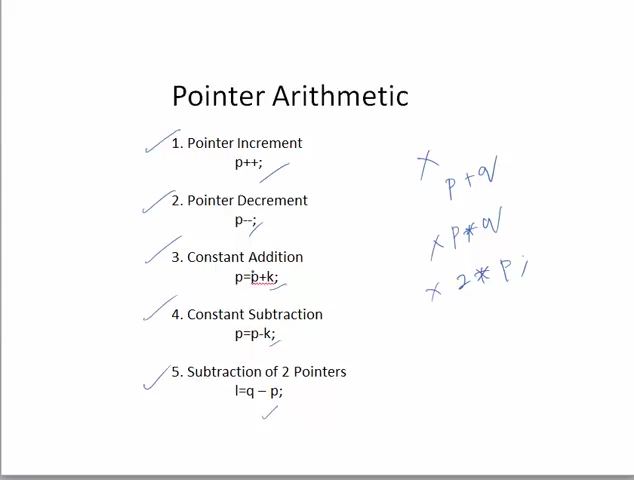 Pointer Arithmetic
1. Pointer Increment
p++;
2. Pointer Decrement
p--;
3. Constant Addition
p=p+k;
4. Constant Subtraction
p=p-k;
5. Subtraction of 2 Pointers
l=q – p;
x p+q
x p*q
x 2*p;